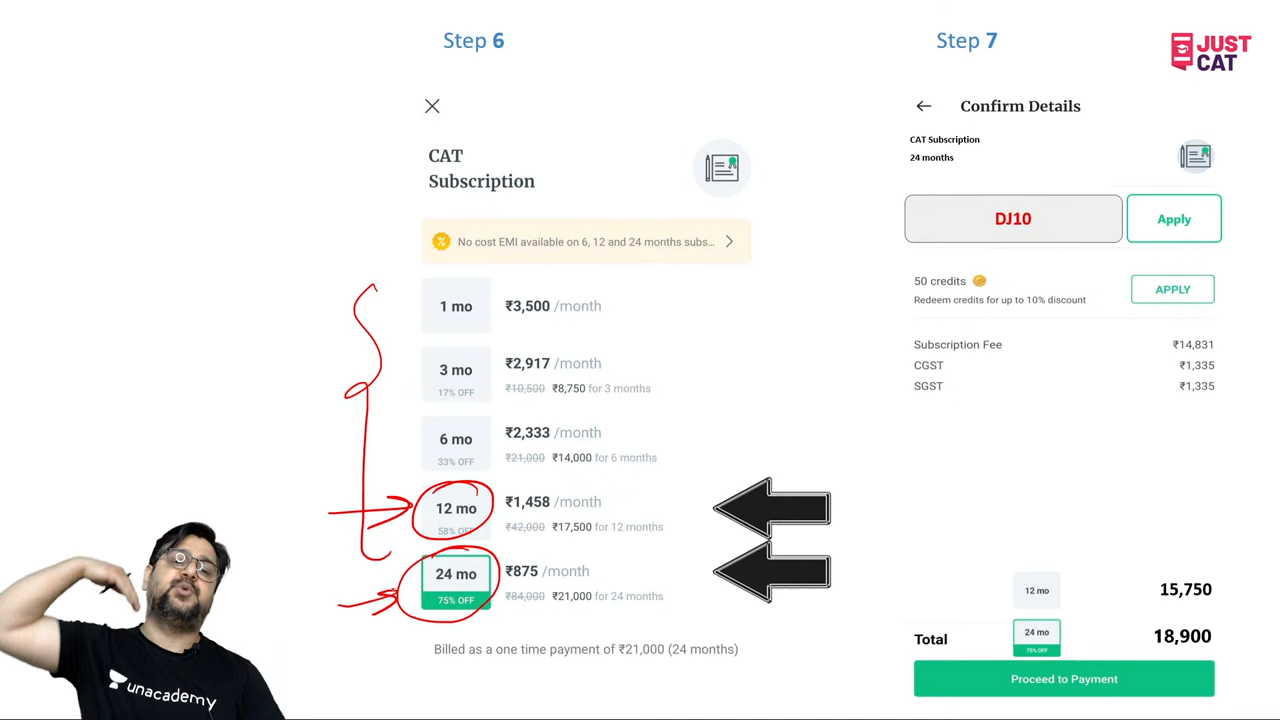 Step 6
CAT
Subscription
No cost EMI available on 6, 12 and 24 months subs...
1 mo
₹3,500 /month
3 mo
17% OFF
₹2,917 /month
₹10,500 ₹8,750 for 3 months
6 mo
33% OFF
₹2,333 /month
₹21,000 ₹14,000 for 6 months
12 mo
58% OFF
₹1,458 /month
₹42,000 ₹17,500 for 12 months
24 mo
75% OFF
₹875 /month
₹84,000 ₹21,000 for 24 months
Billed as a one time payment of ₹21,000 (24 months)
Step 7
JUST
CAT
Confirm Details
CAT Subscription
24 months
DJ10
Apply
50 credits
Redeem credits for up to 10% discount
APPLY
Subscription Fee ₹14,831
CGST ₹1,335
SGST ₹1,335
12 mo 15,750
Total 24 mo 18,900
75% OFF
Proceed to Payment
unacademy